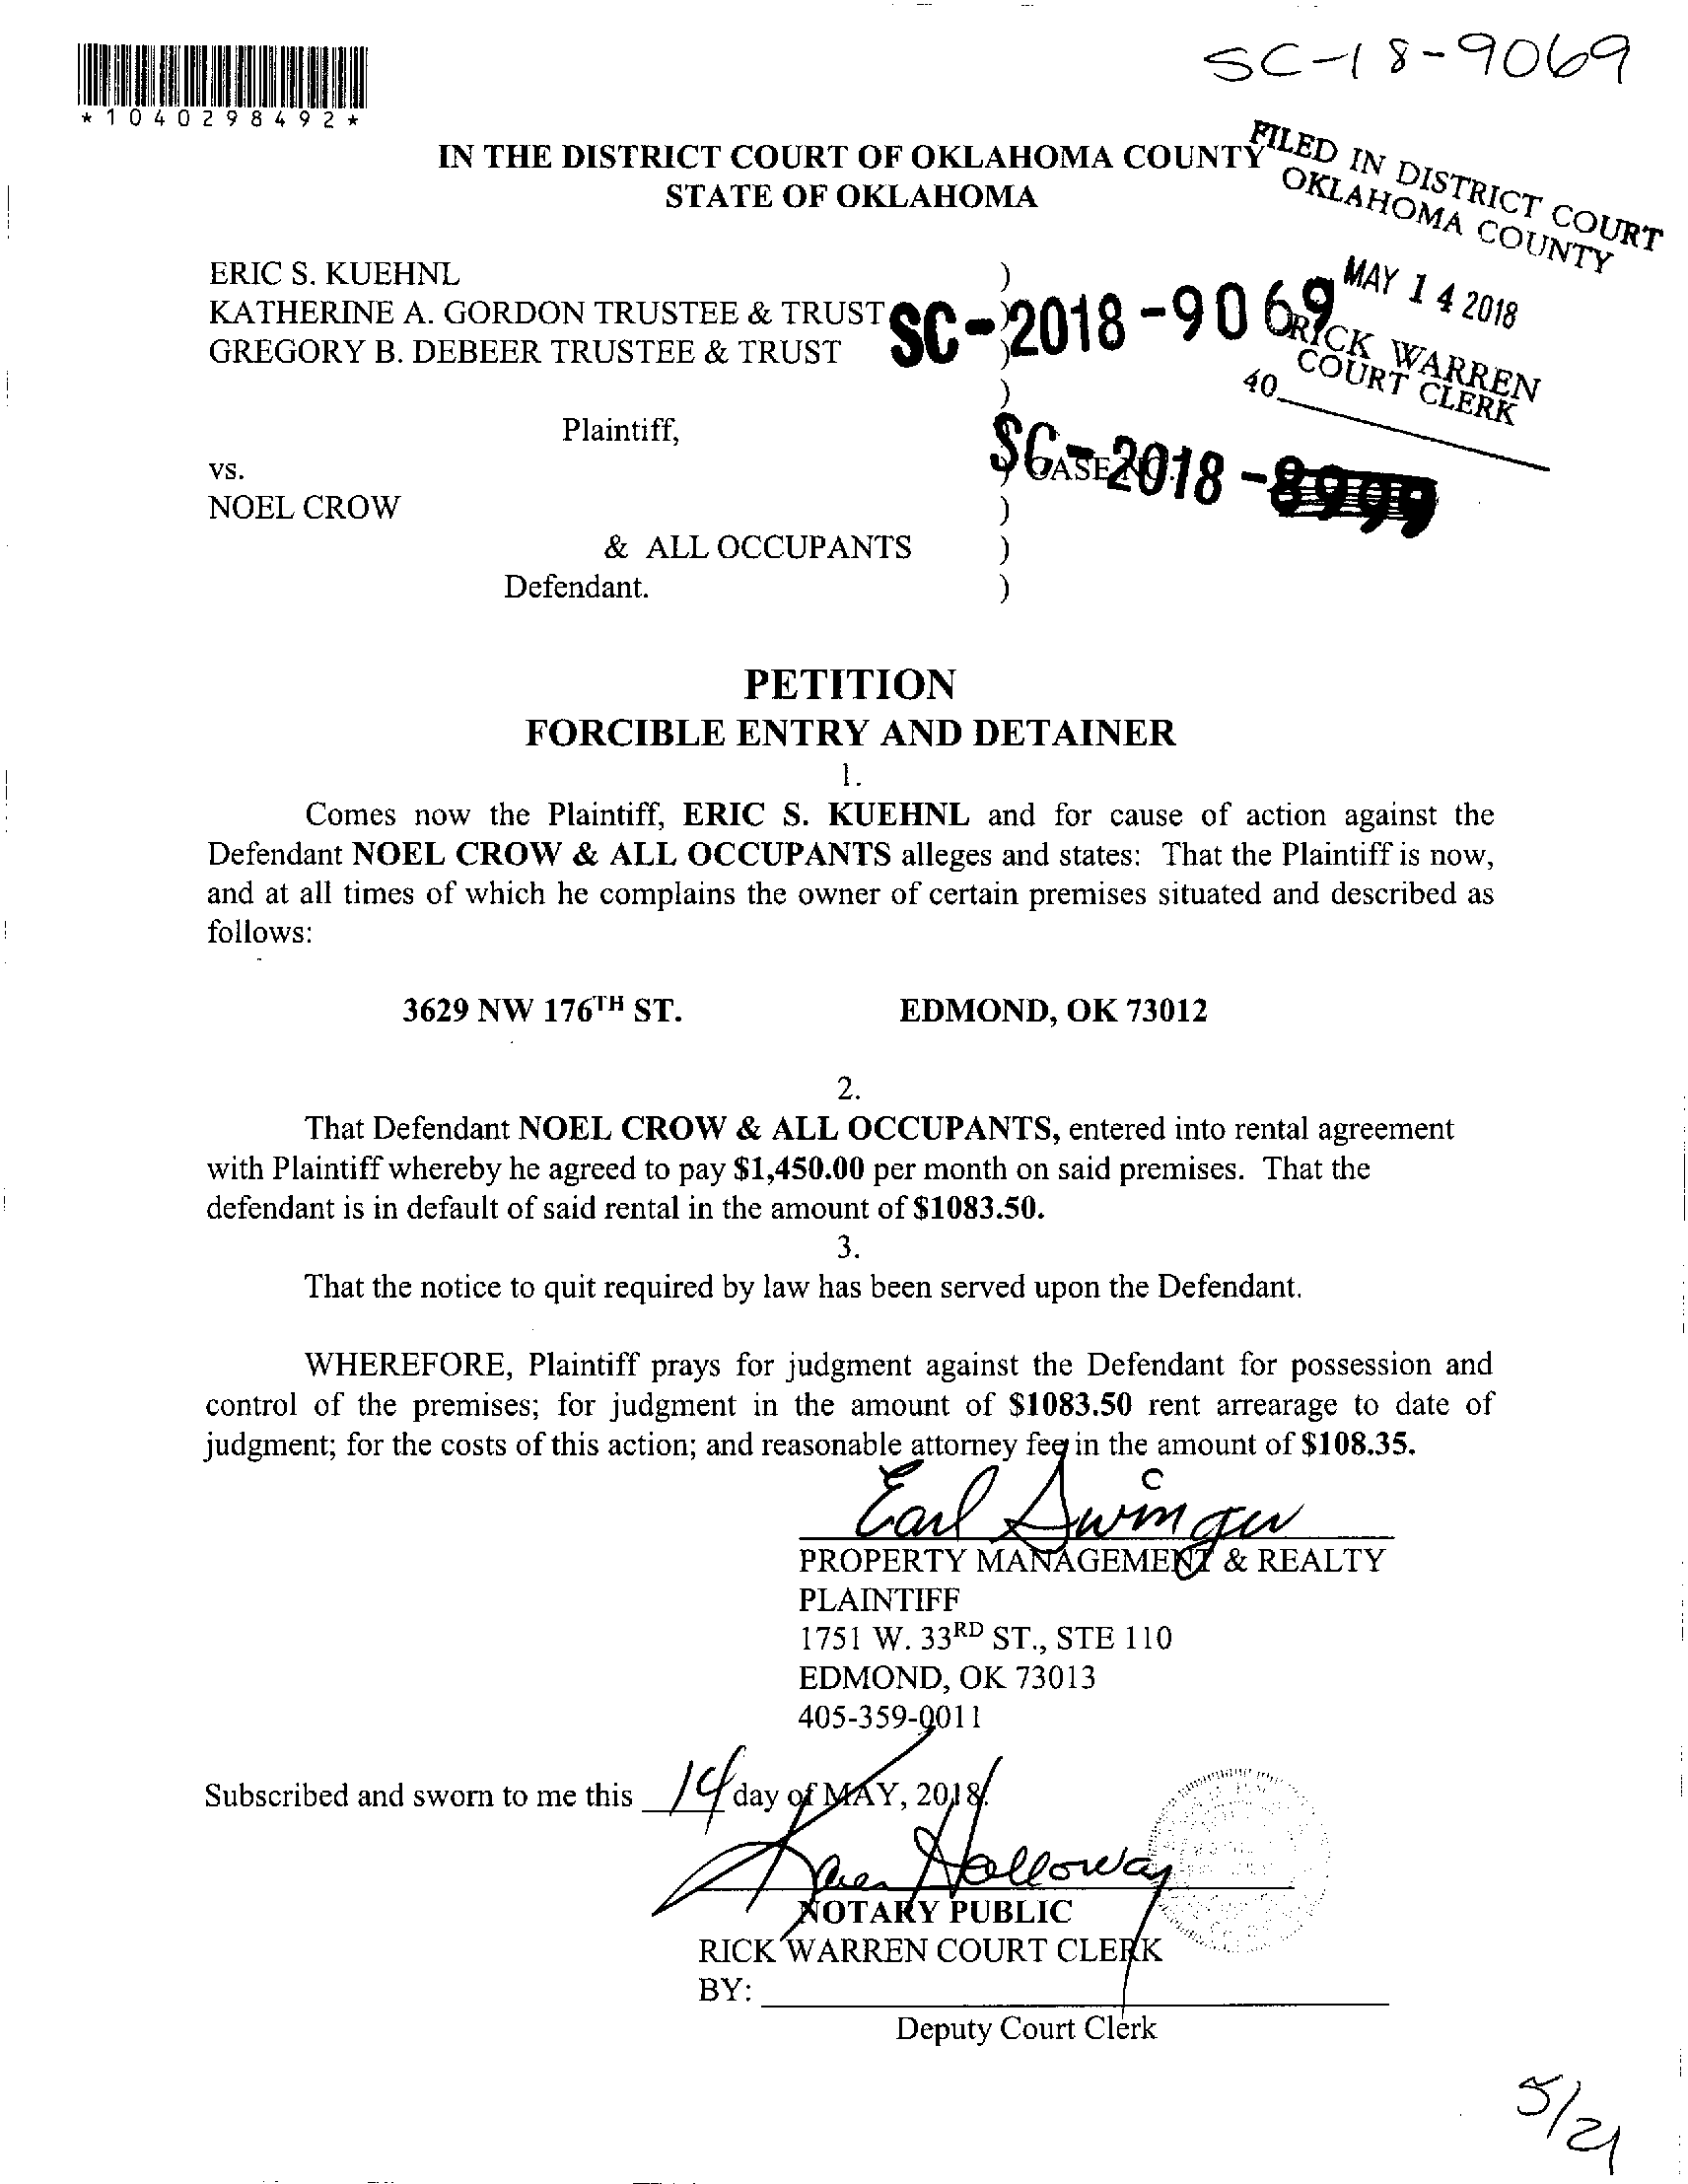 SC-18-9069
*1040298492*
IN THE DISTRICT COURT OF OKLAHOMA COUNTY
STATE OF OKLAHOMA
FILED IN DISTRICT COURT
OKLAHOMA COUNTY
MAY 14 2018
RICK WARREN
COURT CLERK
40
ERIC S. KUEHNL )
KATHERINE A. GORDON TRUSTEE & TRUST )
GREGORY B. DEBEER TRUSTEE & TRUST )
SC-2018-9069
)
Plaintiff,
vs. ) CASE NO.
SC-2018-8999
NOEL CROW )
& ALL OCCUPANTS )
Defendant. )
PETITION
FORCIBLE ENTRY AND DETAINER
1.
Comes now the Plaintiff, ERIC S. KUEHNL and for cause of action against the
Defendant NOEL CROW & ALL OCCUPANTS alleges and states: That the Plaintiff is now,
and at all times of which he complains the owner of certain premises situated and described as
follows:
3629 NW 176TH ST. EDMOND, OK 73012
2.
That Defendant NOEL CROW & ALL OCCUPANTS, entered into rental agreement
with Plaintiff whereby he agreed to pay $1,450.00 per month on said premises. That the
defendant is in default of said rental in the amount of $1083.50.
3.
That the notice to quit required by law has been served upon the Defendant.
WHEREFORE, Plaintiff prays for judgment against the Defendant for possession and
control of the premises; for judgment in the amount of $1083.50 rent arrearage to date of
judgment; for the costs of this action; and reasonable attorney fee in the amount of $108.35.
Earl Swinger
PROPERTY MANAGEMENT & REALTY
PLAINTIFF
1751 W. 33RD ST., STE 110
EDMOND, OK 73013
405-359-0011
Subscribed and sworn to me this 14 day of MAY, 2018.
Karen Holloway
NOTARY PUBLIC
RICK WARREN COURT CLERK
BY:
Deputy Court Clerk
5/21